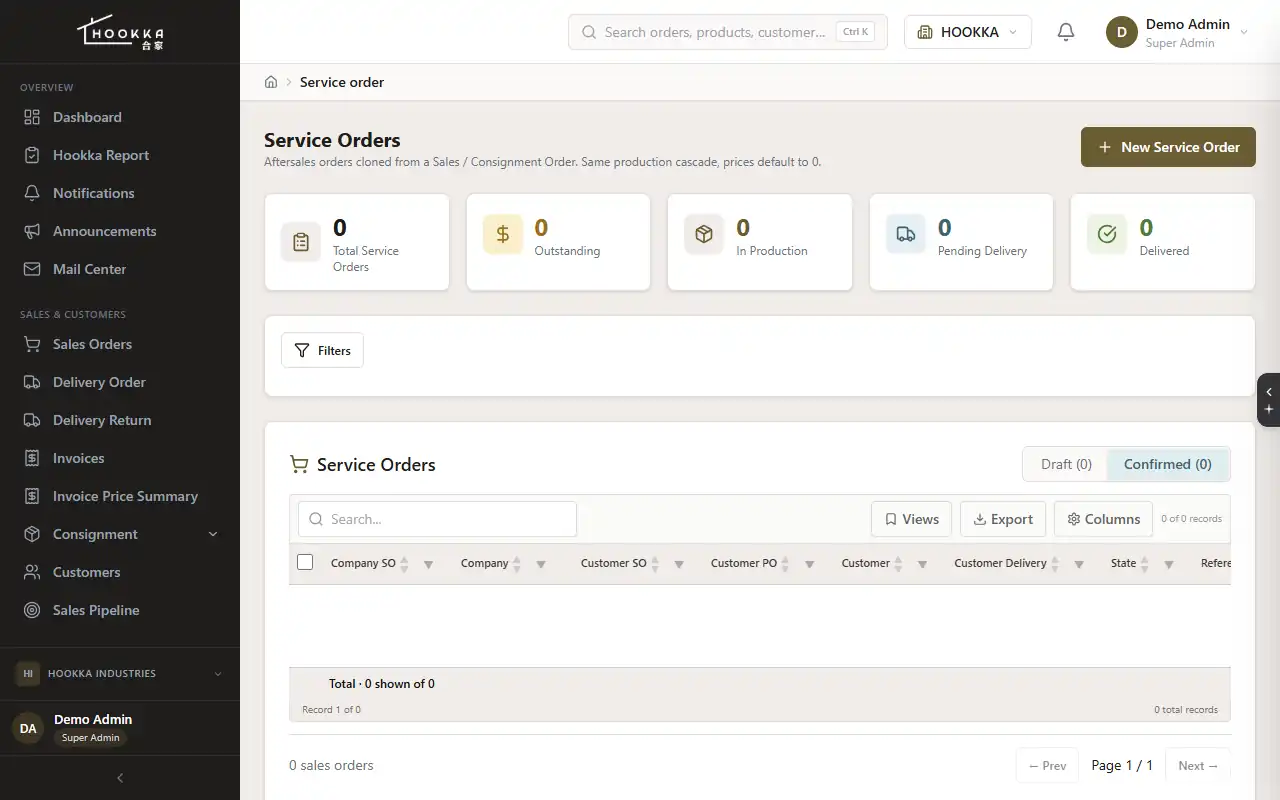 HOOKKA
合家
Search orders, products, customer... Ctrl K
HOOKKA
D
Demo Admin
Super Admin
OVERVIEW
Dashboard
Hookka Report
Notifications
Announcements
Mail Center
SALES & CUSTOMERS
Sales Orders
Delivery Order
Delivery Return
Invoices
Invoice Price Summary
Consignment
Customers
Sales Pipeline
HI HOOKKA INDUSTRIES
DA
Demo Admin
Super Admin
Service order
Service Orders
Aftersales orders cloned from a Sales / Consignment Order. Same production cascade, prices default to 0.
+ New Service Order
0
Total Service
Orders
0
Outstanding
0
In Production
0
Pending Delivery
0
Delivered
Filters
Service Orders
Draft (0) Confirmed (0)
Search...
Views Export Columns 0 of 0 records
Company SO Company Customer SO Customer PO Customer Customer Delivery State Refere
Total · 0 shown of 0
Record 1 of 0 0 total records
0 sales orders
← Prev Page 1 / 1 Next →